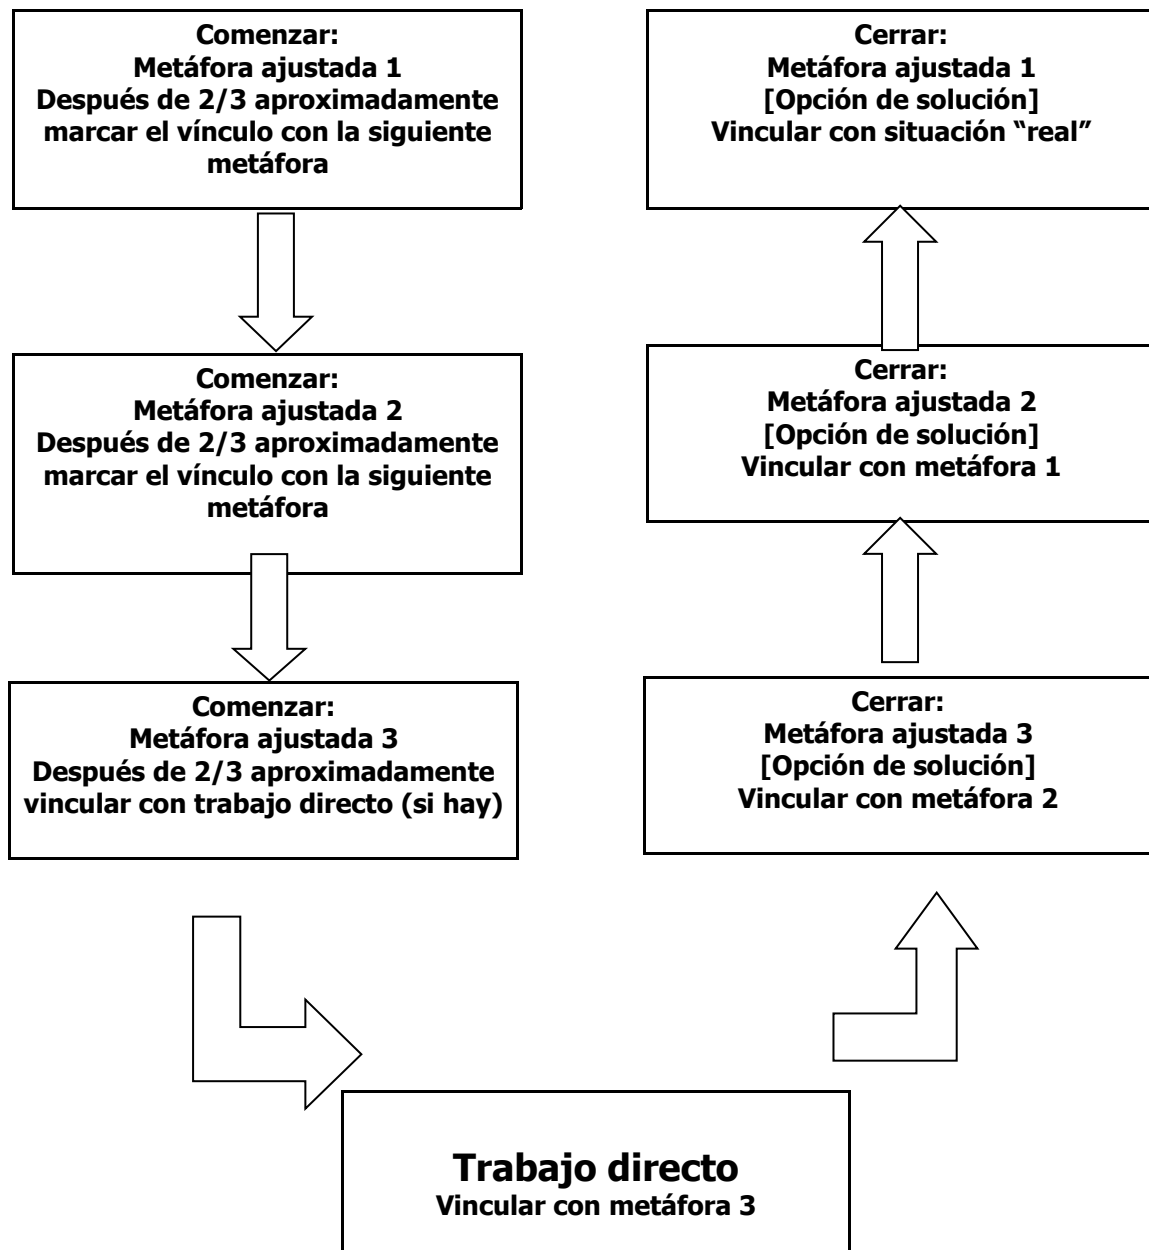 Comenzar:
Metáfora ajustada 1
Después de 2/3 aproximadamente
marcar el vínculo con la siguiente
metáfora
Comenzar:
Metáfora ajustada 2
Después de 2/3 aproximadamente
marcar el vínculo con la siguiente
metáfora
Comenzar:
Metáfora ajustada 3
Después de 2/3 aproximadamente
vincular con trabajo directo (si hay)
Trabajo directo
Vincular con metáfora 3
Cerrar:
Metáfora ajustada 3
[Opción de solución]
Vincular con metáfora 2
Cerrar:
Metáfora ajustada 2
[Opción de solución]
Vincular con metáfora 1
Cerrar:
Metáfora ajustada 1
[Opción de solución]
Vincular con situación “real”